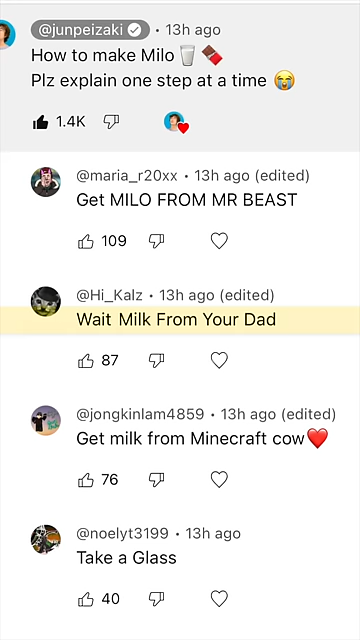 @junpeizaki • 13h ago
How to make Milo🥛🍫
Plz explain one step at a time 😭
1.4K
@maria_r20xx • 13h ago (edited)
Get MILO FROM MR BEAST
109
@Hi_Kalz • 13h ago (edited)
Wait Milk From Your Dad
87
@jongkinlam4859 • 13h ago (edited)
Get milk from Minecraft cow❤️
76
@noelyt3199 • 13h ago
Take a Glass
40